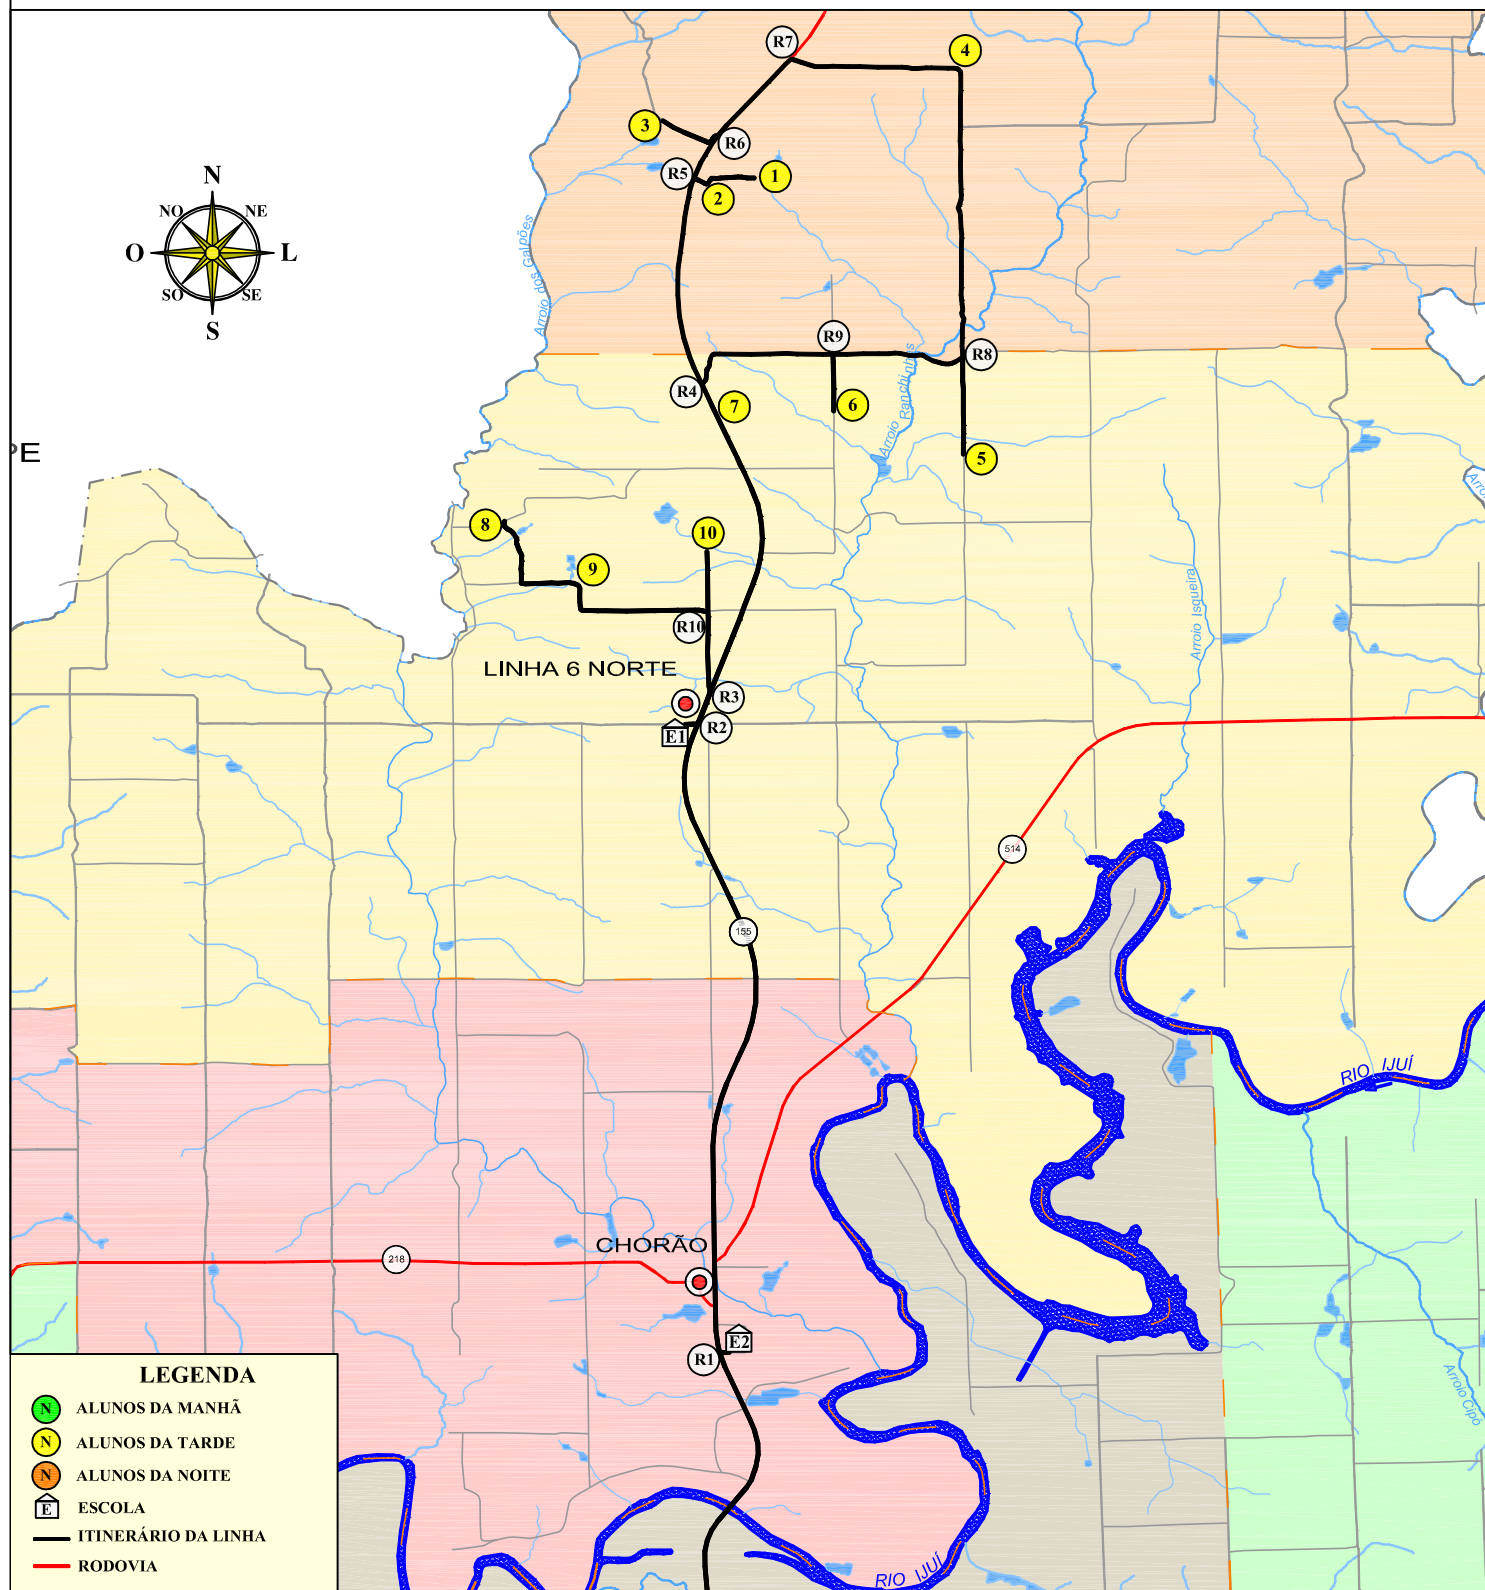 R7
4
3
R6
R5
1
2
N
NO
NE
O
L
SO
SE
S
Arroio dos Galpões
R9
R8
R4
7
6
Arroio Ranchinhos
5
PE
8
10
9
R10
LINHA 6 NORTE
R3
R2
E1
Arroio Isqueira
514
155
RIO IJUÍ
218
CHORÃO
E2
R1
Arroio Cipó
RIO IJUÍ
LEGENDA
N ALUNOS DA MANHÃ
N ALUNOS DA TARDE
N ALUNOS DA NOITE
E ESCOLA
ITINERÁRIO DA LINHA
RODOVIA